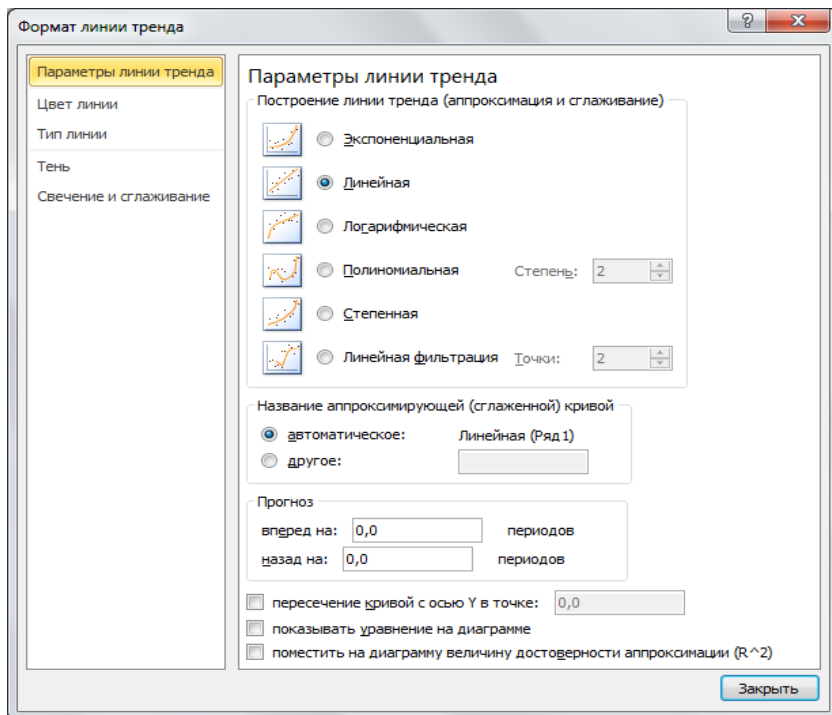 Формат линии тренда
Параметры линии тренда
Цвет линии
Тип линии
Тень
Свечение и сглаживание
Параметры линии тренда
Построение линии тренда (аппроксимация и сглаживание)
Экспоненциальная
Линейная
Логарифмическая
Полиномиальная Степень: 2
Степенная
Линейная фильтрация Точки: 2
Название аппроксимирующей (сглаженной) кривой
автоматическое: Линейная (Ряд1)
другое:
Прогноз
вперед на: 0,0 периодов
назад на: 0,0 периодов
пересечение кривой с осью Y в точке: 0,0
показывать уравнение на диаграмме
поместить на диаграмму величину достоверности аппроксимации (R^2)
Закрыть